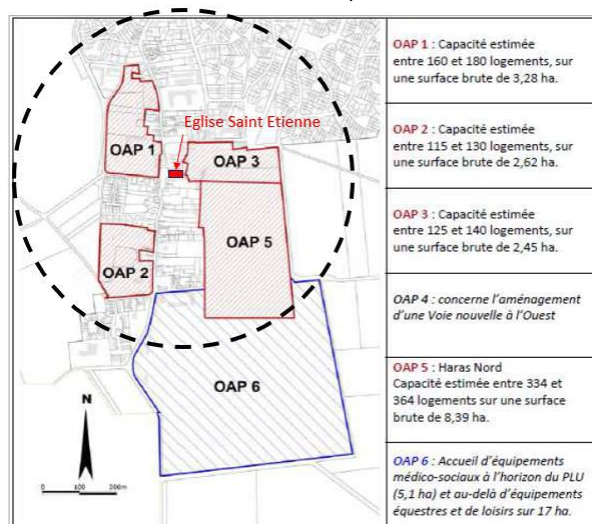 Eglise Saint Etienne
OAP 1
OAP 3
OAP 2
OAP 5
OAP 6
N
0
100
200m
OAP 1 : Capacité estimée
entre 160 et 180 logements, sur
une surface brute de 3,28 ha.
OAP 2 : Capacité estimée
entre 115 et 130 logements, sur
une surface brute de 2,62 ha.
OAP 3 : Capacité estimée
entre 125 et 140 logements, sur
une surface brute de 2,45 ha.
OAP 4 : concerne l'aménagement
d'une Voie nouvelle à l'Ouest
OAP 5 : Haras Nord
Capacité estimée entre 334 et
364 logements sur une surface
brute de 8,39 ha.
OAP 6 : Accueil d'équipements
médico-sociaux à l'horizon du PLU
(5,1 ha) et au-delà d'équipements
équestres et de loisirs sur 17 ha.